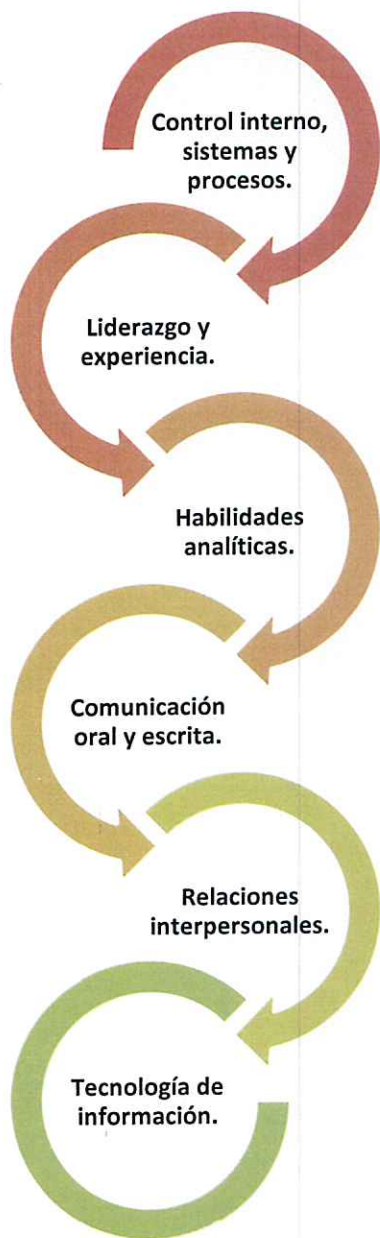 Control interno,
sistemas y
procesos.
Liderazgo y
experiencia.
Habilidades
analíticas.
Comunicación
oral y escrita.
Relaciones
interpersonales.
Tecnología de
información.